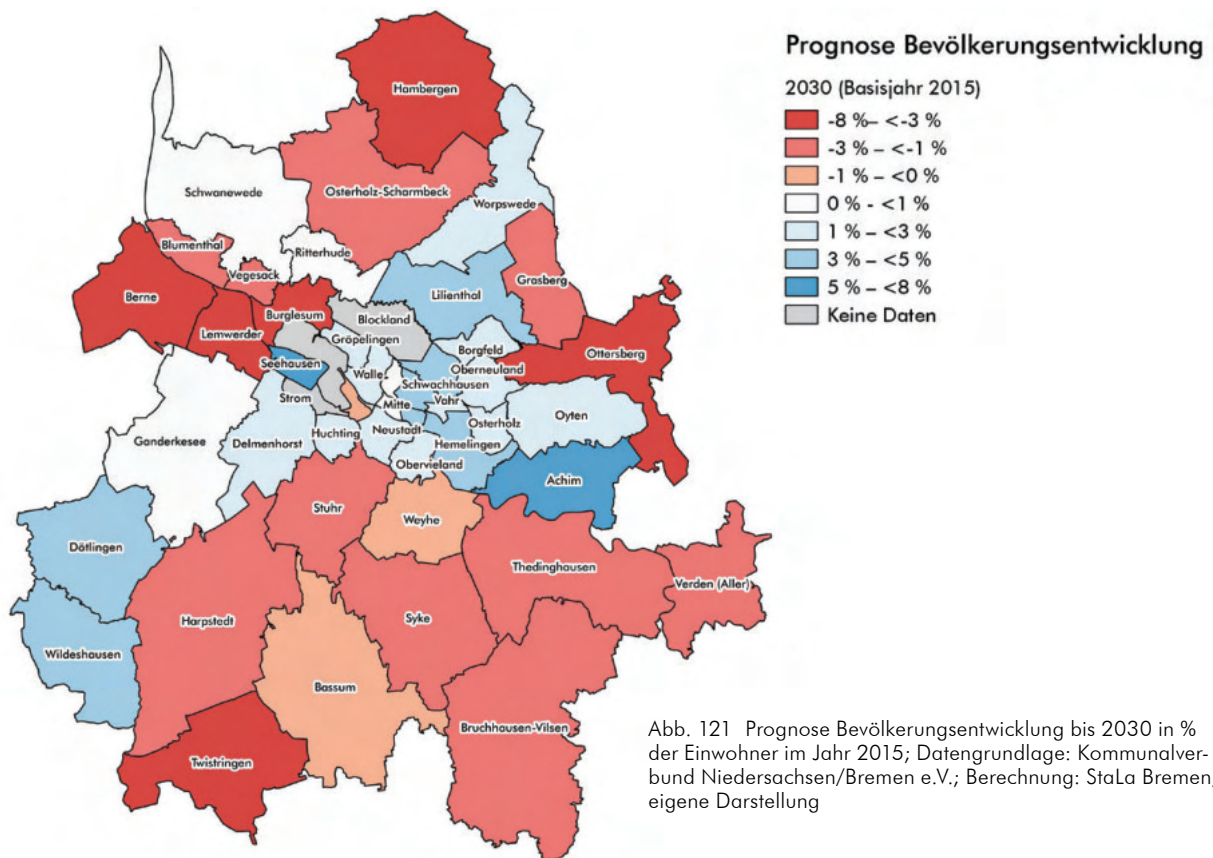 Prognose Bevölkerungsentwicklung
2030 (Basisjahr 2015)
-8 %– <-3 %
-3 % – <-1 %
-1 % – <0 %
0 % - <1 %
1 % – <3 %
3 % – <5 %
5 % – <8 %
Keine Daten
Hambergen
Schwanewede
Osterholz-Scharmbeck
Worpswede
Blumenthal
Ritterhude
Vegesack
Grasberg
Berne
Lilienthal
Burglesum
Blockland
Lemwerder
Gröpelingen
Borgfeld
Ottersberg
Seehausen
Oberneuland
Walle
Schwachhausen
Strom
Mitte
Vahr
Oyten
Ganderkesee
Delmenhorst
Huchting
Neustadt
Osterholz
Hemelingen
Obervieland
Achim
Stuhr
Weyhe
Dötlingen
Thedinghausen
Verden (Aller)
Harpstedt
Syke
Wildeshausen
Bassum
Bruchhausen-Vilsen
Twistringen
Abb. 121 Prognose Bevölkerungsentwicklung bis 2030 in %
der Einwohner im Jahr 2015; Datengrundlage: Kommunalver-
bund Niedersachsen/Bremen e.V.; Berechnung: StaLa Bremen,
eigene Darstellung